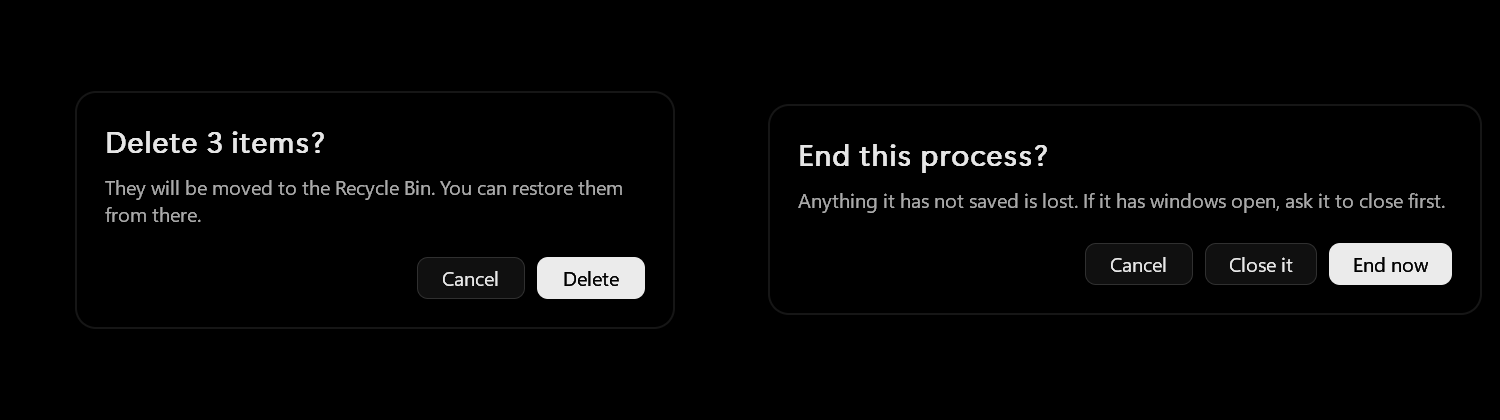 Delete 3 items?
They will be moved to the Recycle Bin. You can restore them
from there.
Cancel
Delete
End this process?
Anything it has not saved is lost. If it has windows open, ask it to close first.
Cancel
Close it
End now